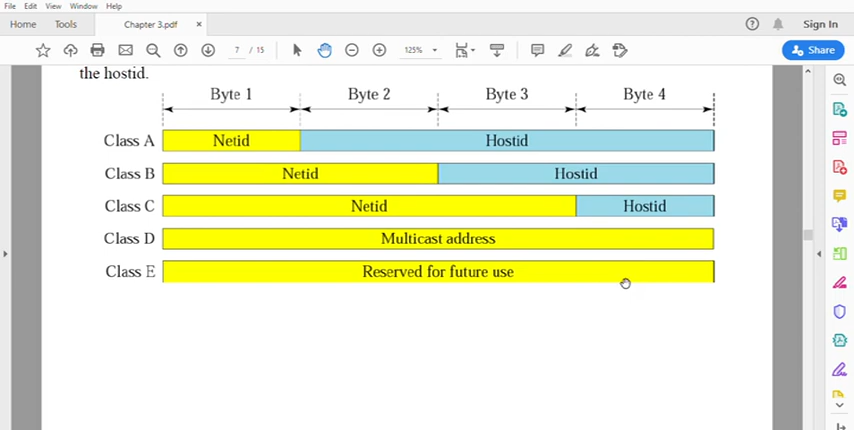 File Edit View Window Help
Home Tools Chapter 3.pdf × Sign In
7 / 15 125% Share
the hostid.
Byte 1 Byte 2 Byte 3 Byte 4
Class A Netid Hostid
Class B Netid Hostid
Class C Netid Hostid
Class D Multicast address
Class E Reserved for future use